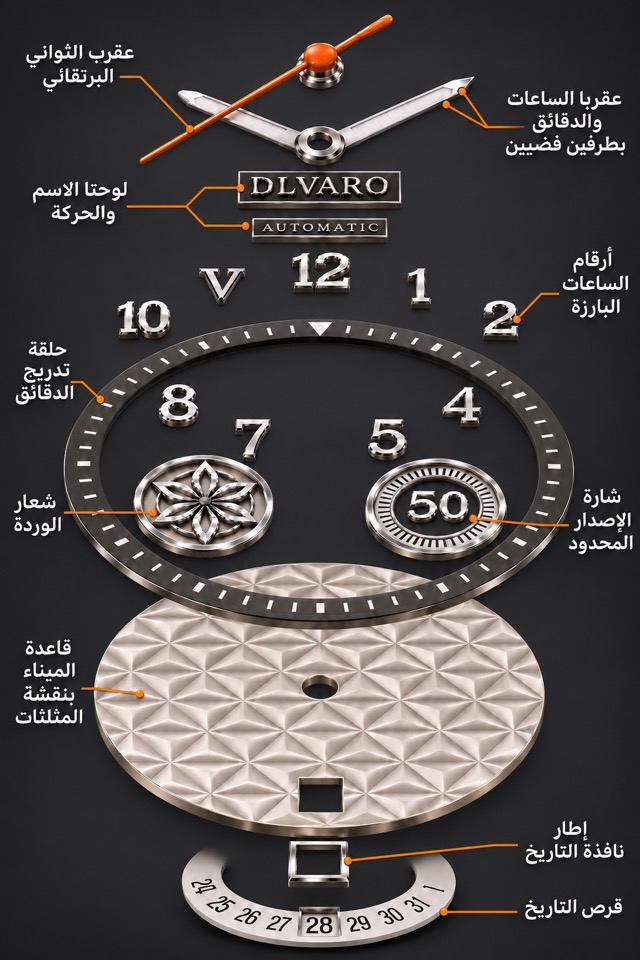 عقرب الثواني
البرتقالي
عقربا الساعات
والدقائق
بطرفين فضيين
DLVARO
لوحتا الاسم
والحركة
AUTOMATIC
أرقام
الساعات
البارزة
10
V
12
1
2
حلقة
تدريج
الدقائق
8
7
5
4
شعار
الوردة
50
شارة
الإصدار
المحدود
قاعدة
الميناء
بنقشة
المثلثات
إطار
نافذة التاريخ
24 25 26 27 28 29 30 31 1
قرص التاريخ